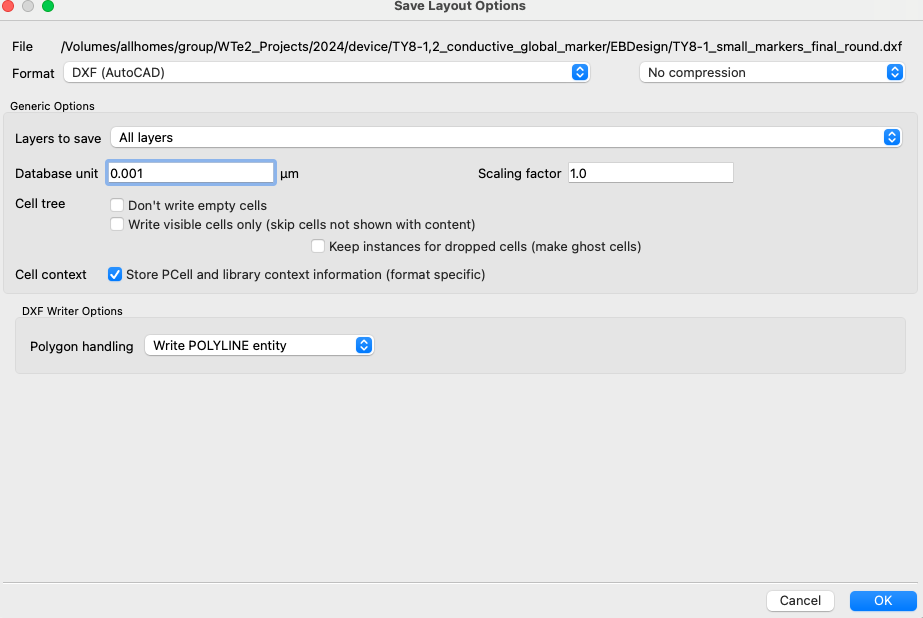 Save Layout Options
File /Volumes/allhomes/group/WTe2_Projects/2024/device/TY8-1,2_conductive_global_marker/EBDesign/TY8-1_small_markers_final_round.dxf
Format DXF (AutoCAD) No compression
Generic Options
Layers to save All layers
Database unit 0.001 µm Scaling factor 1.0
Cell tree Don't write empty cells
Write visible cells only (skip cells not shown with content)
Keep instances for dropped cells (make ghost cells)
Cell context Store PCell and library context information (format specific)
DXF Writer Options
Polygon handling Write POLYLINE entity
Cancel OK